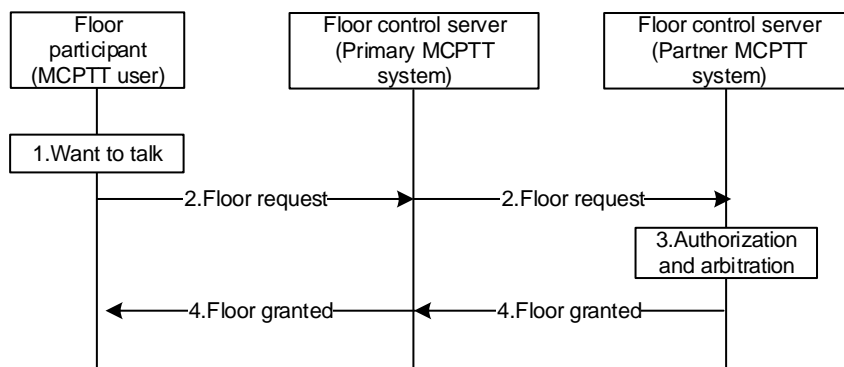 Floor
participant
(MCPTT user)
Floor control server
(Primary MCPTT
system)
Floor control server
(Partner MCPTT
system)
1.Want to talk
2.Floor request
2.Floor request
3.Authorization
and arbitration
4.Floor granted
4.Floor granted